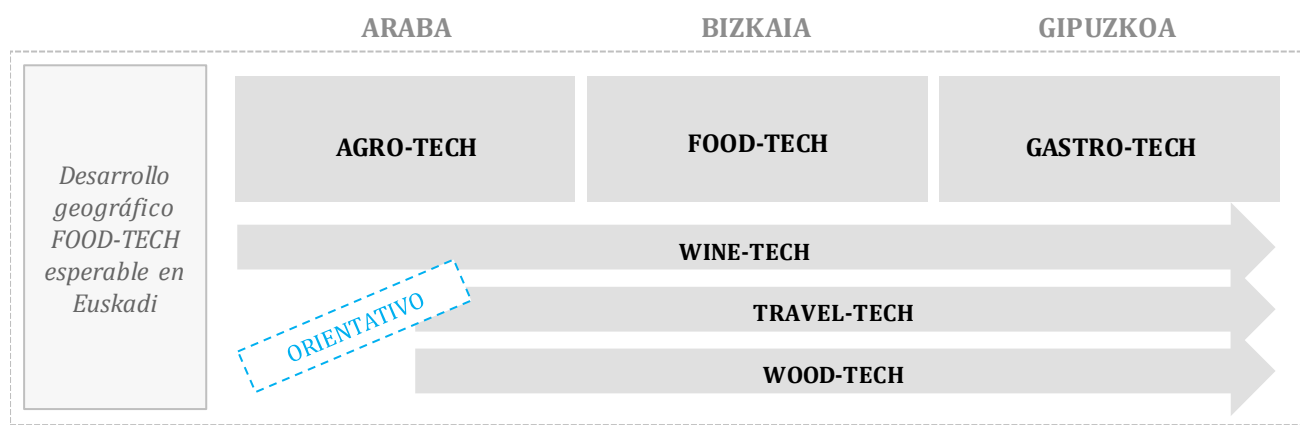 ARABA BIZKAIA GIPUZKOA
Desarrollo
geográfico
FOOD-TECH
esperable en
Euskadi
AGRO-TECH FOOD-TECH GASTRO-TECH
WINE-TECH
ORIENTATIVO
TRAVEL-TECH
WOOD-TECH